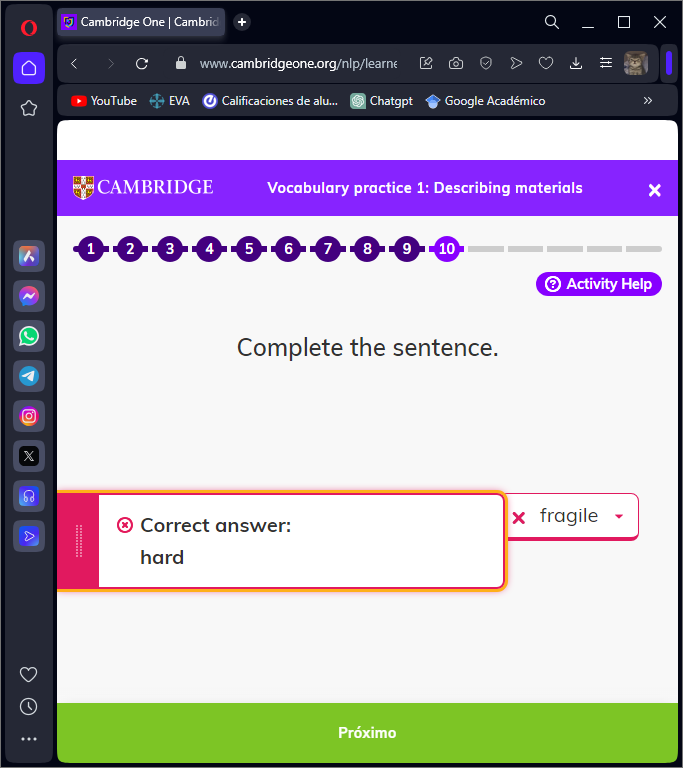 Cambridge One | Cambrid
www.cambridgeone.org/nlp/learne
YouTube EVA Calificaciones de alu... Chatgpt Google Académico »
CAMBRIDGE Vocabulary practice 1: Describing materials
1 2 3 4 5 6 7 8 9 10
Activity Help
Complete the sentence.
Correct answer:
hard
fragile
Próximo